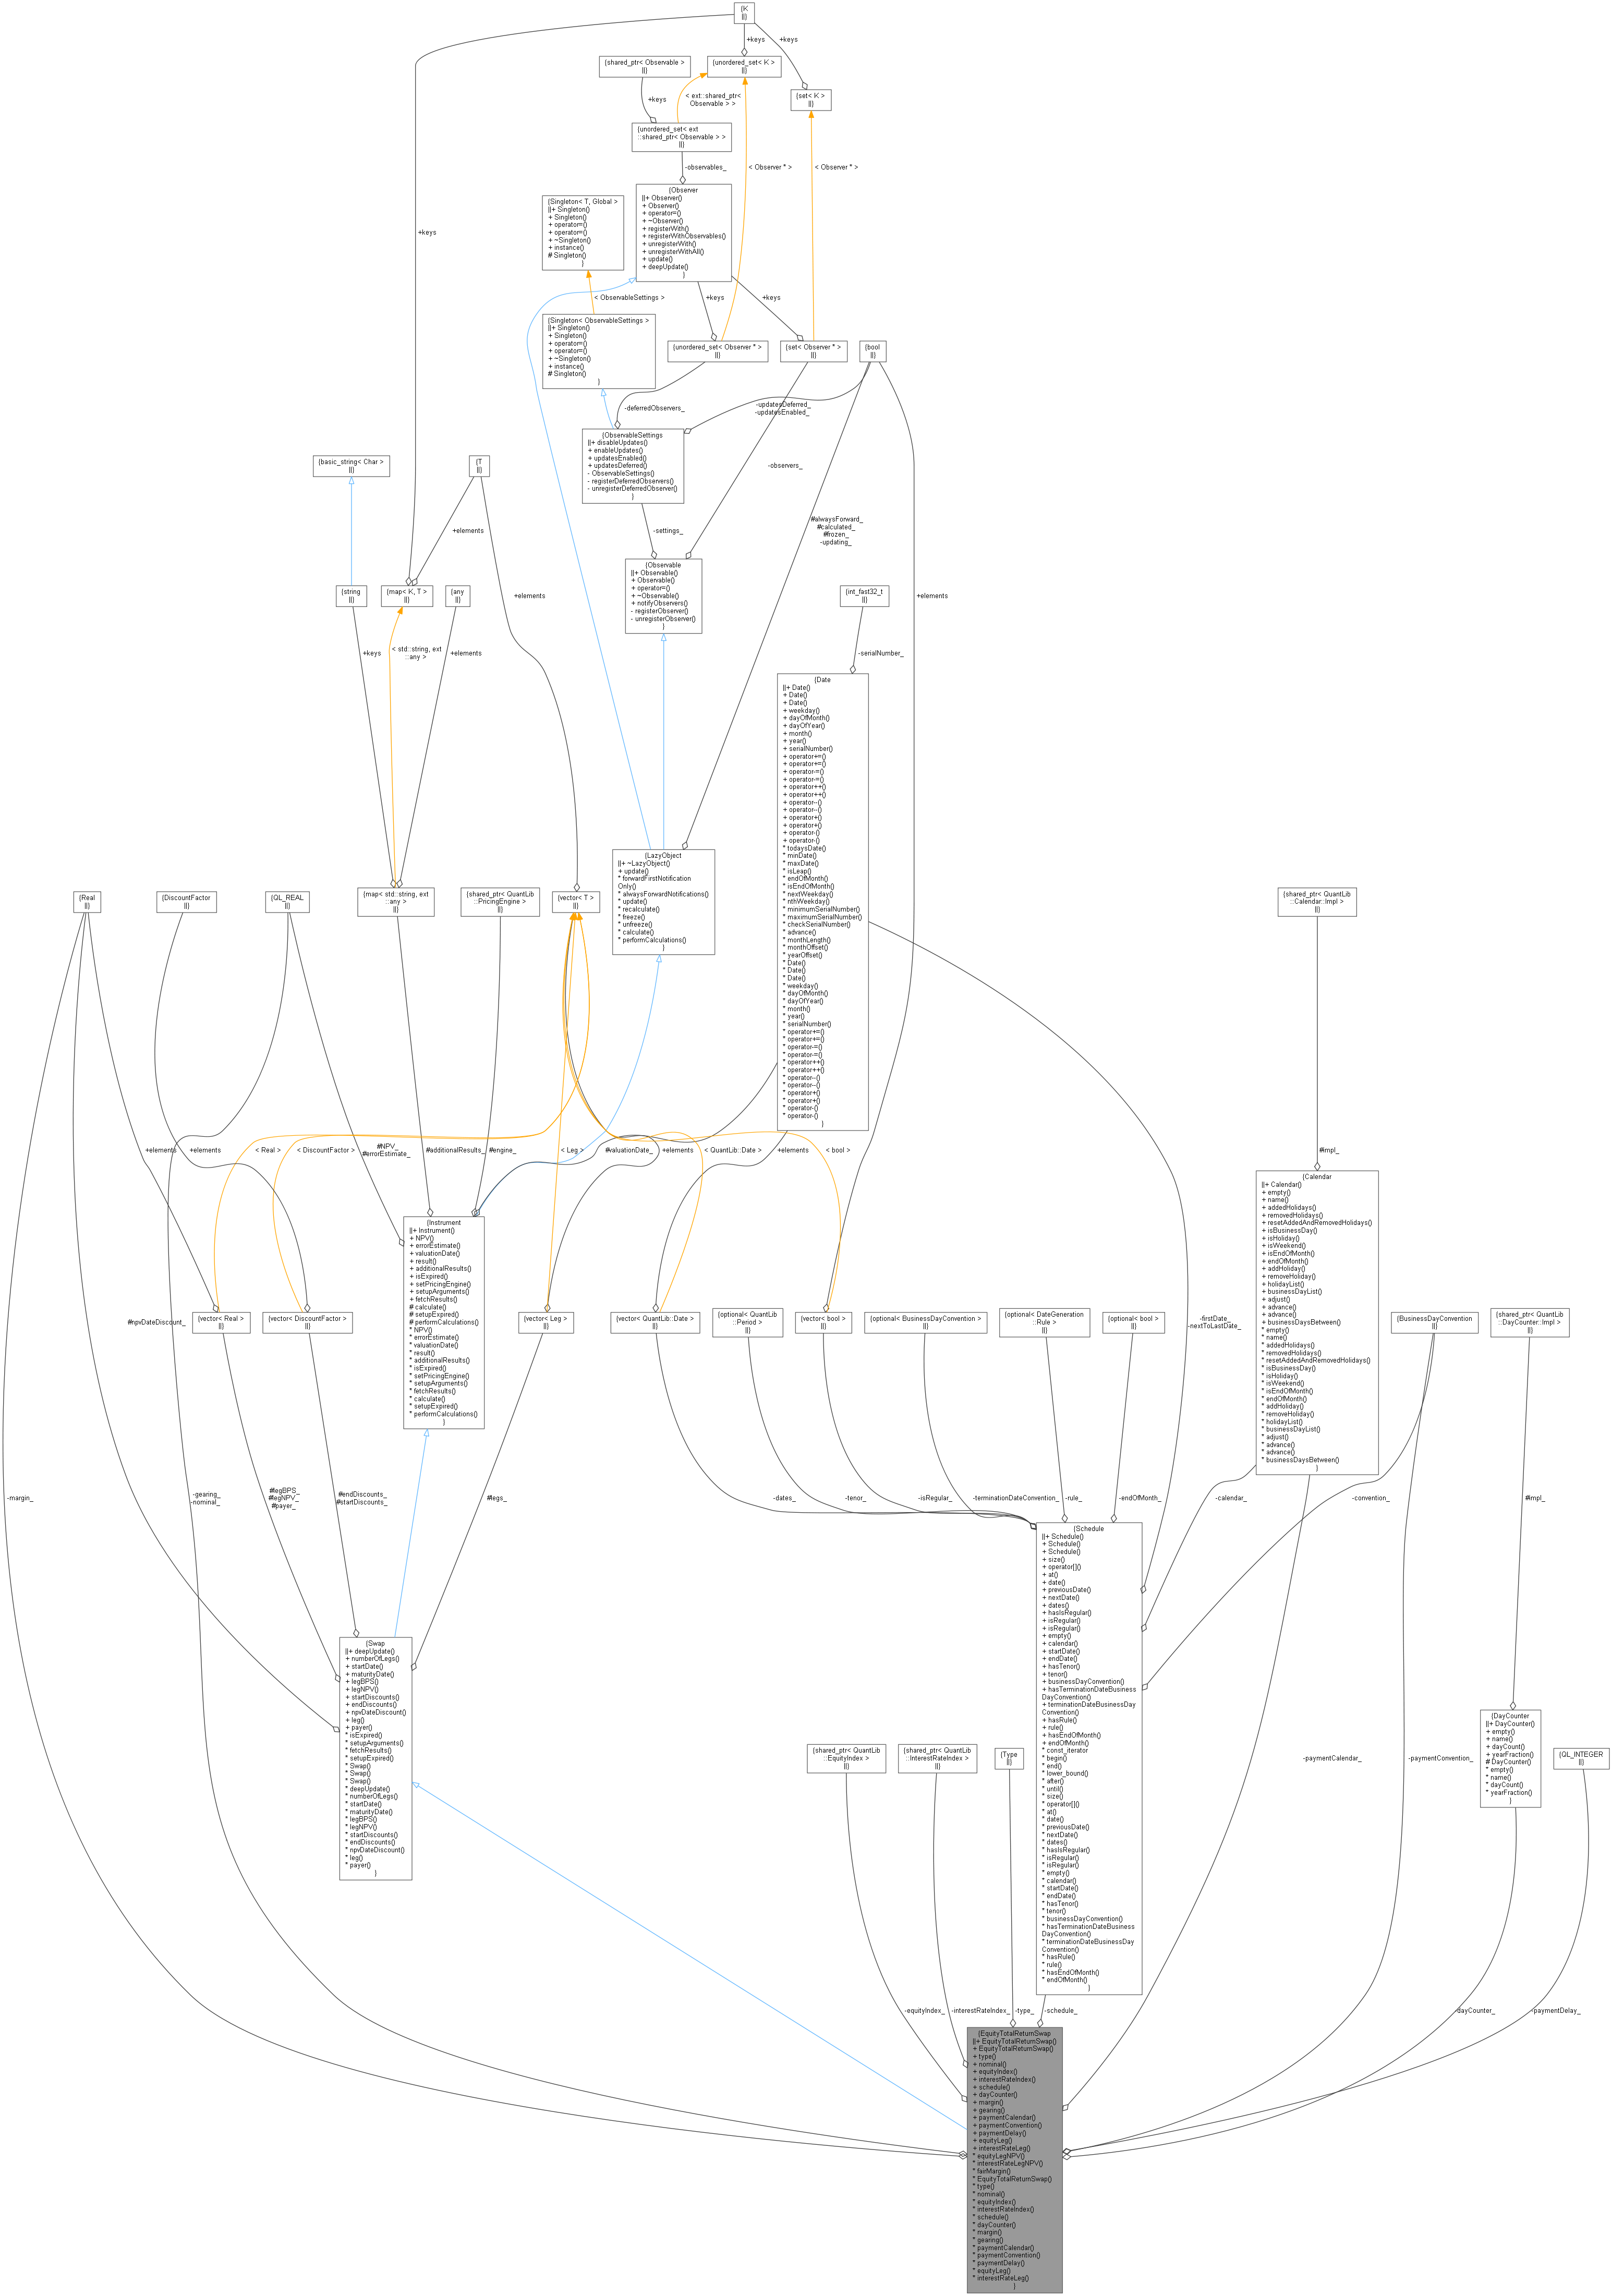 {K
||}
+keys
+keys
{shared_ptr< Observable >
||}
{unordered_set< K >
||}
{set< K >
||}
+keys
< ext::shared_ptr<
Observable > >
{unordered_set< ext
::shared_ptr< Observable > >
||}
-observables_
< Observer * >
< Observer * >
{Singleton< T, Global >
||+ Singleton()
+ Singleton()
+ operator=()
+ operator=()
+ ~Singleton()
+ instance()
# Singleton()
}
{Observer
||+ Observer()
+ Observer()
+ operator=()
+ ~Observer()
+ registerWith()
+ registerWithObservables()
+ unregisterWith()
+ unregisterWithAll()
+ update()
+ deepUpdate()
}
+keys
< ObservableSettings >
+keys
+keys
{Singleton< ObservableSettings >
||+ Singleton()
+ Singleton()
+ operator=()
+ operator=()
+ ~Singleton()
+ instance()
# Singleton()
}
{unordered_set< Observer * >
||}
{set< Observer * >
||}
{bool
||}
-deferredObservers_
-updatesDeferred_
-updatesEnabled_
{ObservableSettings
||+ disableUpdates()
+ enableUpdates()
+ updatesEnabled()
+ updatesDeferred()
- ObservableSettings()
- registerDeferredObservers()
- unregisterDeferredObserver()
}
{basic_string< Char >
||}
{T
||}
-observers_
-settings_
+elements
#alwaysForward_
#calculated_
#frozen_
-updating_
{Observable
||+ Observable()
+ Observable()
+ operator=()
+ ~Observable()
+ notifyObservers()
- registerObserver()
- unregisterObserver()
}
{string
||}
{map< K, T >
||}
{any
||}
{int_fast32_t
||}
+elements
+elements
+keys
< std::string, ext
::any >
+elements
-serialNumber_
{Date
||+ Date()
+ Date()
+ Date()
+ weekday()
+ dayOfMonth()
+ dayOfYear()
+ month()
+ year()
+ serialNumber()
+ operator+=()
+ operator+=()
+ operator-=()
+ operator-=()
+ operator++()
+ operator++()
+ operator--()
+ operator--()
+ operator+()
+ operator+()
+ operator-()
+ operator-()
* todaysDate()
* minDate()
* maxDate()
* isLeap()
* endOfMonth()
* isEndOfMonth()
* nextWeekday()
* nthWeekday()
* minimumSerialNumber()
* maximumSerialNumber()
* checkSerialNumber()
* advance()
* monthLength()
* monthOffset()
* yearOffset()
* Date()
* Date()
* Date()
* weekday()
* dayOfMonth()
* dayOfYear()
* month()
* year()
* serialNumber()
* operator+=()
* operator+=()
* operator-=()
* operator-=()
* operator++()
* operator++()
* operator--()
* operator--()
* operator+()
* operator+()
* operator-()
* operator-()
}
{LazyObject
||+ ~LazyObject()
+ update()
* forwardFirstNotification
Only()
* alwaysForwardNotifications()
* update()
* recalculate()
* freeze()
* unfreeze()
* calculate()
* performCalculations()
}
{Real
||}
{DiscountFactor
||}
{QL_REAL
||}
{map< std::string, ext
::any >
||}
{shared_ptr< QuantLib
::PricingEngine >
||}
{vector< T >
||}
{shared_ptr< QuantLib
::Calendar::Impl >
||}
+elements
+elements
< Real >
< DiscountFactor >
#NPV_
#errorEstimate_
#additionalResults_
#engine_
< Leg >
#valuationDate_
+elements
< QuantLib::Date >
+elements
< bool >
#impl_
{Instrument
||+ Instrument()
+ NPV()
+ errorEstimate()
+ valuationDate()
+ result()
+ additionalResults()
+ isExpired()
+ setPricingEngine()
+ setupArguments()
+ fetchResults()
# calculate()
# setupExpired()
# performCalculations()
* NPV()
* errorEstimate()
* valuationDate()
* result()
* additionalResults()
* isExpired()
* setPricingEngine()
* setupArguments()
* fetchResults()
* calculate()
* setupExpired()
* performCalculations()
}
{Calendar
||+ Calendar()
+ empty()
+ name()
+ addedHolidays()
+ removedHolidays()
+ resetAddedAndRemovedHolidays()
+ isBusinessDay()
+ isHoliday()
+ isWeekend()
+ isEndOfMonth()
+ endOfMonth()
+ addHoliday()
+ removeHoliday()
+ holidayList()
+ businessDayList()
+ adjust()
+ advance()
+ advance()
+ businessDaysBetween()
* empty()
* name()
* addedHolidays()
* removedHolidays()
* resetAddedAndRemovedHolidays()
* isBusinessDay()
* isHoliday()
* isWeekend()
* isEndOfMonth()
* endOfMonth()
* addHoliday()
* removeHoliday()
* holidayList()
* businessDayList()
* adjust()
* advance()
* advance()
* businessDaysBetween()
}
#npvDateDiscount_
{vector< Real >
||}
{vector< DiscountFactor >
||}
{vector< Leg >
||}
{vector< QuantLib::Date >
||}
{optional< QuantLib
::Period >
||}
{vector< bool >
||}
{optional< BusinessDayConvention >
||}
{optional< DateGeneration
::Rule >
||}
{optional< bool >
||}
-firstDate_
-nextToLastDate_
{BusinessDayConvention
||}
{shared_ptr< QuantLib
::DayCounter::Impl >
||}
-margin_
-gearing_
-nominal_
#legBPS_
#legNPV_
#payer_
#endDiscounts_
#startDiscounts_
#legs_
-dates_
-tenor_
-isRegular_
-terminationDateConvention_
-rule_
-endOfMonth_
-calendar_
-convention_
#impl_
{Schedule
||+ Schedule()
+ Schedule()
+ Schedule()
+ size()
+ operator[]()
+ at()
+ date()
+ previousDate()
+ nextDate()
+ dates()
+ hasIsRegular()
+ isRegular()
+ isRegular()
+ empty()
+ calendar()
+ startDate()
+ endDate()
+ hasTenor()
+ tenor()
+ businessDayConvention()
+ hasTerminationDateBusiness
DayConvention()
+ terminationDateBusinessDay
Convention()
+ hasRule()
+ rule()
+ hasEndOfMonth()
+ endOfMonth()
* const_iterator
* begin()
* end()
* lower_bound()
* after()
* until()
* size()
* operator[]()
* at()
* date()
* previousDate()
* nextDate()
* dates()
* hasIsRegular()
* isRegular()
* isRegular()
* empty()
* calendar()
* startDate()
* endDate()
* hasTenor()
* tenor()
* businessDayConvention()
* hasTerminationDateBusiness
DayConvention()
* terminationDateBusinessDay
Convention()
* hasRule()
* rule()
* hasEndOfMonth()
* endOfMonth()
}
{Swap
||+ deepUpdate()
+ numberOfLegs()
+ startDate()
+ maturityDate()
+ legBPS()
+ legNPV()
+ startDiscounts()
+ endDiscounts()
+ npvDateDiscount()
+ leg()
+ payer()
* isExpired()
* setupArguments()
* fetchResults()
* setupExpired()
* Swap()
* Swap()
* Swap()
* deepUpdate()
* numberOfLegs()
* startDate()
* maturityDate()
* legBPS()
* legNPV()
* startDiscounts()
* endDiscounts()
* npvDateDiscount()
* leg()
* payer()
}
{DayCounter
||+ DayCounter()
+ empty()
+ name()
+ dayCount()
+ yearFraction()
# DayCounter()
* empty()
* name()
* dayCount()
* yearFraction()
}
{shared_ptr< QuantLib
::EquityIndex >
||}
{shared_ptr< QuantLib
::InterestRateIndex >
||}
{Type
||}
{QL_INTEGER
||}
-paymentCalendar_
-paymentConvention_
-equityIndex_
-interestRateIndex_
-type_
-schedule_
-dayCounter_
-paymentDelay_
{EquityTotalReturnSwap
||+ EquityTotalReturnSwap()
+ EquityTotalReturnSwap()
+ type()
+ nominal()
+ equityIndex()
+ interestRateIndex()
+ schedule()
+ dayCounter()
+ margin()
+ gearing()
+ paymentCalendar()
+ paymentConvention()
+ paymentDelay()
+ equityLeg()
+ interestRateLeg()
* equityLegNPV()
* interestRateLegNPV()
* fairMargin()
* EquityTotalReturnSwap()
* type()
* nominal()
* equityIndex()
* interestRateIndex()
* schedule()
* dayCounter()
* margin()
* gearing()
* paymentCalendar()
* paymentConvention()
* paymentDelay()
* equityLeg()
* interestRateLeg()
}